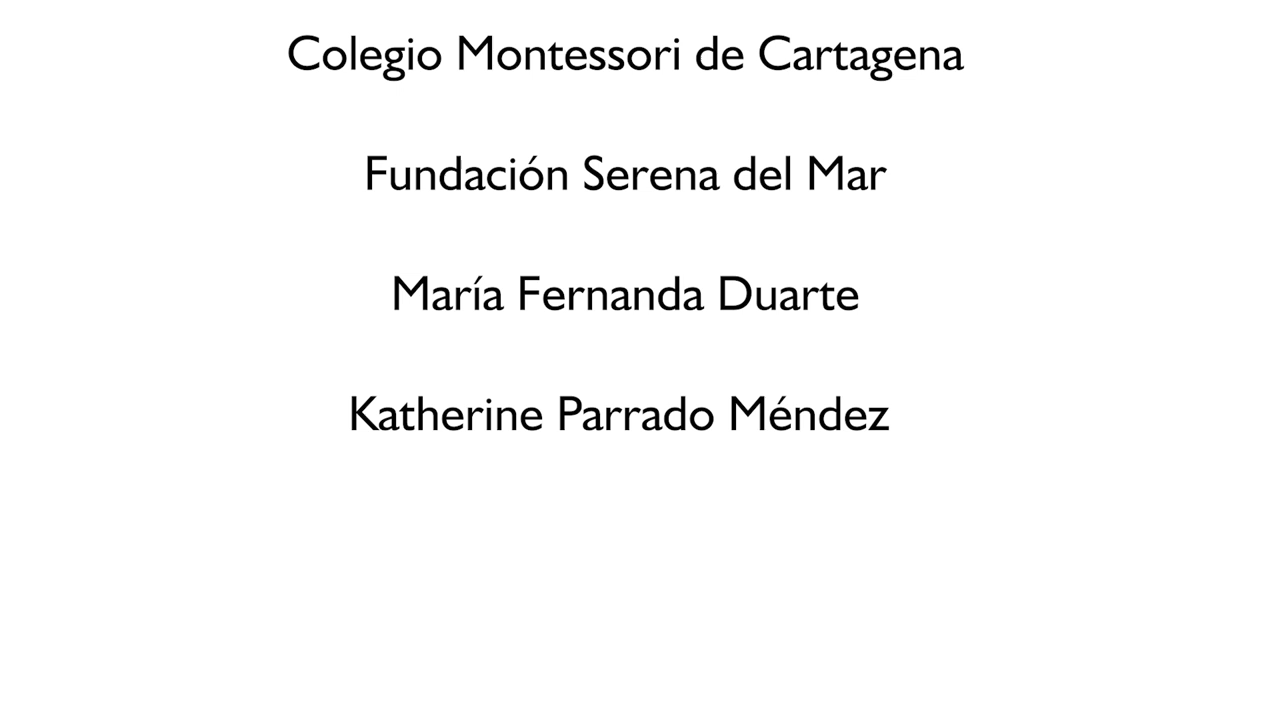 Colegio Montessori de Cartagena
Fundación Serena del Mar
María Fernanda Duarte
Katherine Parrado Méndez